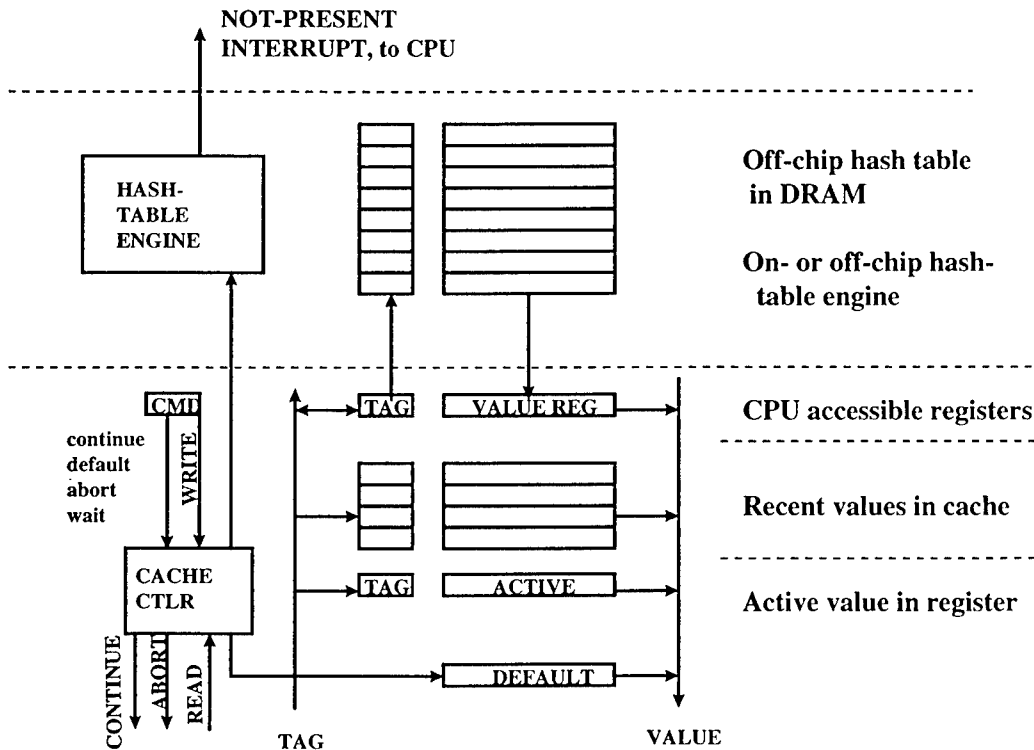 NOT-PRESENT
INTERRUPT, to CPU
HASH-
TABLE
ENGINE
Off-chip hash table
in DRAM
On- or off-chip hash-
table engine
CMD
WRITE
continue
default
abort
wait
TAG
VALUE REG
CPU accessible registers
Recent values in cache
CACHE
CTLR
TAG
ACTIVE
Active value in register
CONTINUE
ABORT
READ
DEFAULT
TAG
VALUE